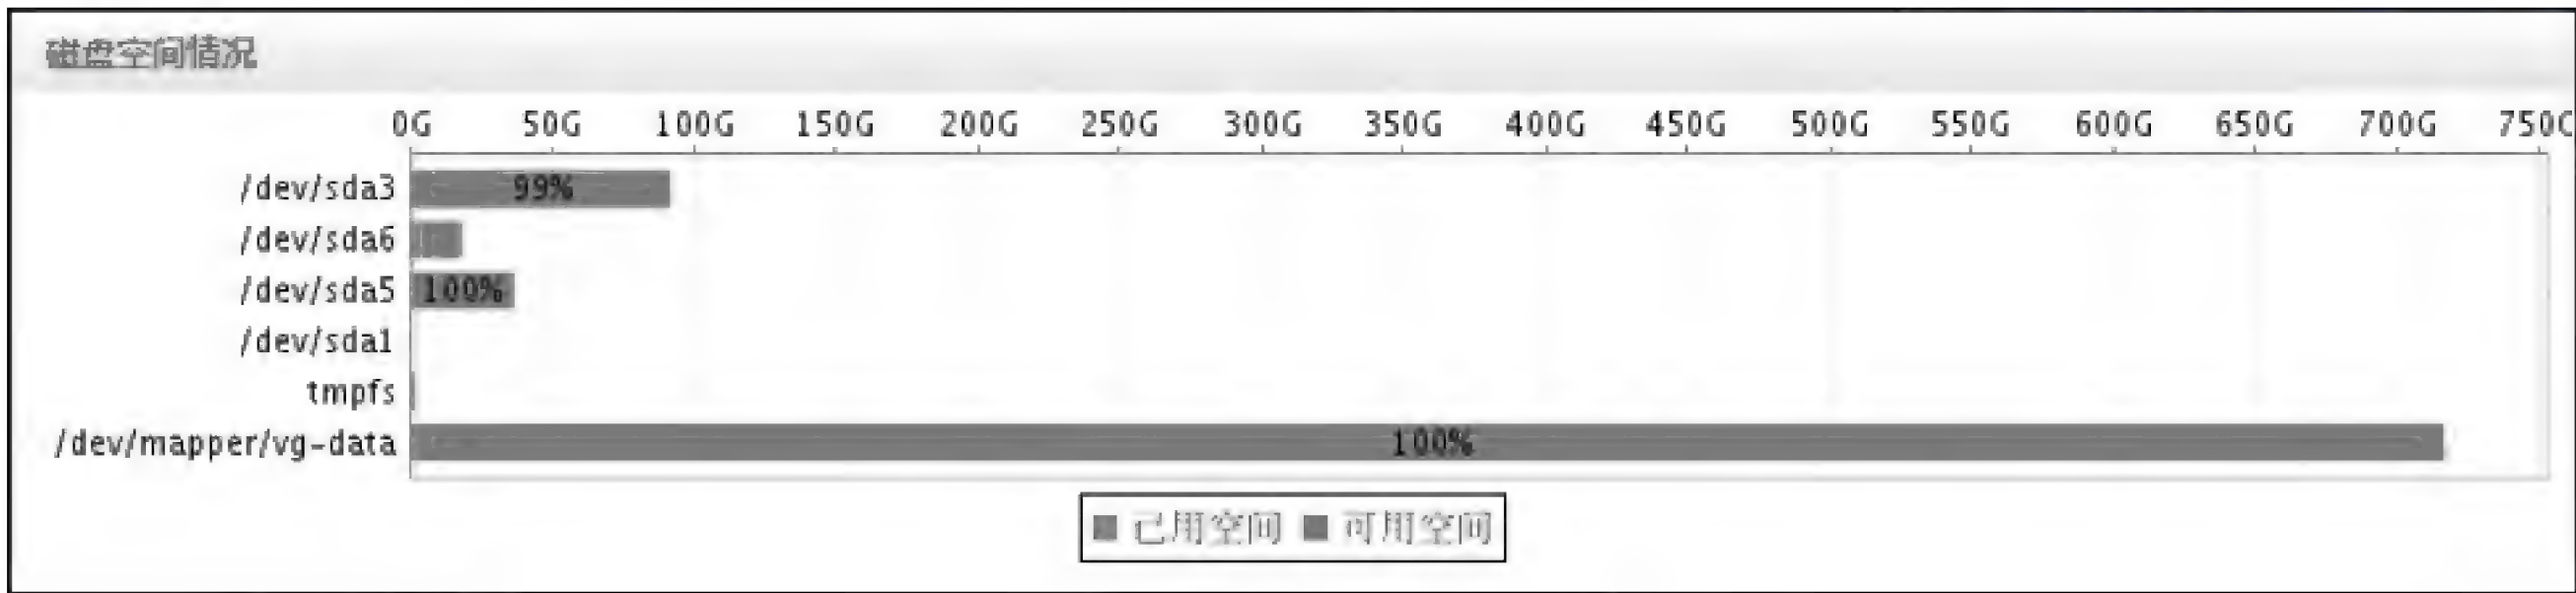 磁盘空间情况
0G 50G 100G 150G 200G 250G 300G 350G 400G 450G 500G 550G 600G 650G 700G 750G
/dev/sda3 99%
/dev/sda6
/dev/sda5 100%
/dev/sda1
tmpfs
/dev/mapper/vg-data 100%
已用空间 可用空间